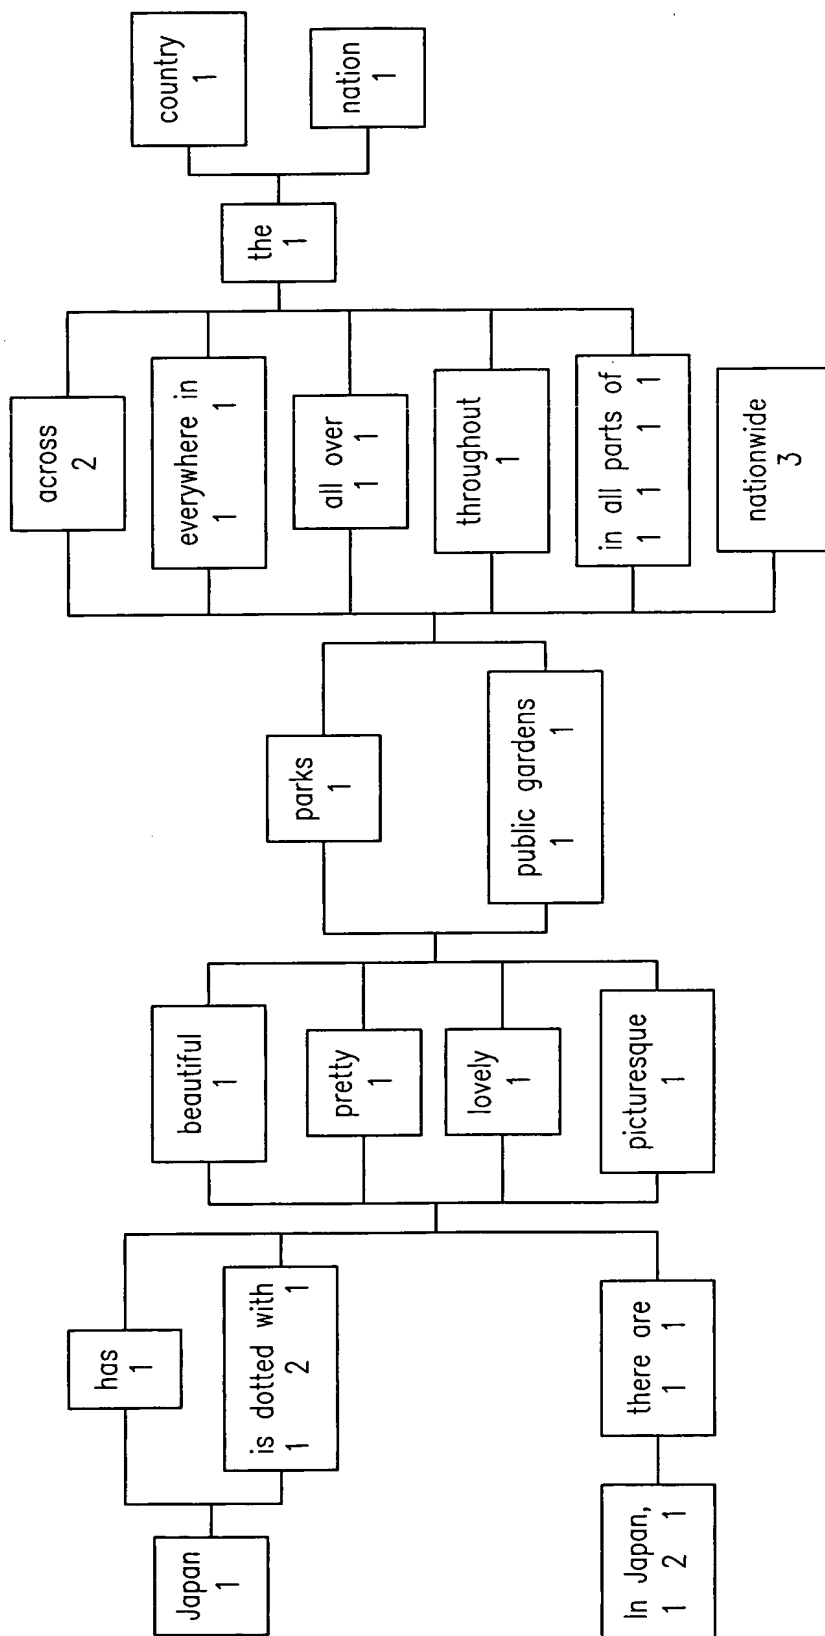 Japan
1
In Japan,
1 2 1
has
1
is dotted with
1 2 1
there are
1 1
beautiful
1
pretty
1
lovely
1
picturesque
1
parks
1
public gardens
1 1
across
2
everywhere in
1 1
all over
1 1
throughout
1
in all parts of
1 1 1 1
nationwide
3
the
1
country
1
nation
1